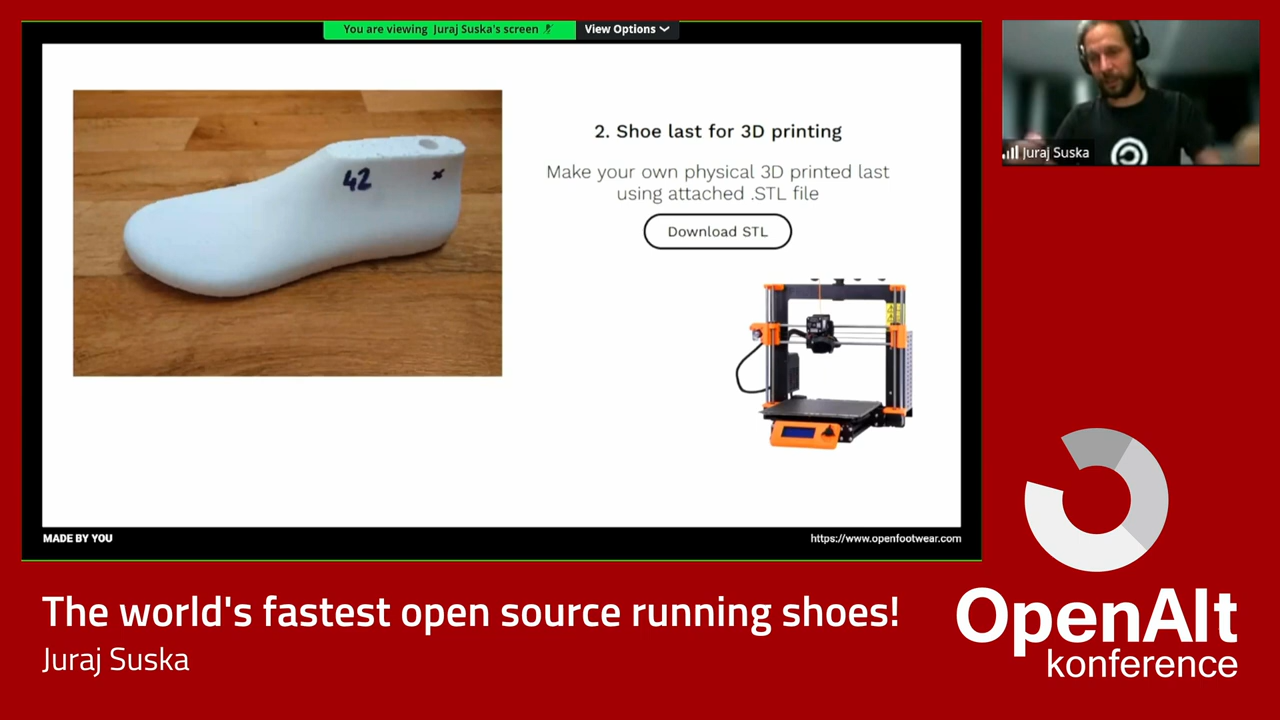 You are viewing Juraj Suska's screen
View Options
42
2. Shoe last for 3D printing
Make your own physical 3D printed last
using attached .STL file
Download STL
MADE BY YOU
https://www.openfootwear.com
Juraj Suska
The world's fastest open source running shoes!
Juraj Suska
OpenAlt
konference